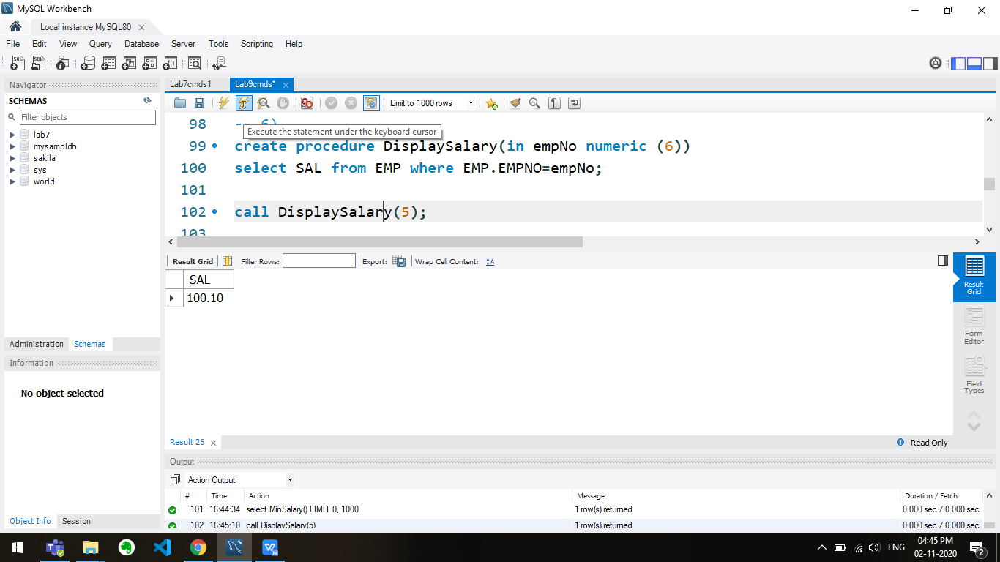 MySQL Workbench
Local instance MySQL80
File Edit View Query Database Server Tools Scripting Help
Navigator
SCHEMAS
Filter objects
lab7
mysampldb
sakila
sys
world
Administration Schemas
Information
No object selected
Object Info Session
Lab7cmds1 Lab9cmds*
Limit to 1000 rows
98 -- 6)
Execute the statement under the keyboard cursor
99 create procedure DisplaySalary(in empNo numeric (6))
100 select SAL from EMP where EMP.EMPNO=empNo;
101
102 call DisplaySalary(5);
103
Result Grid Filter Rows: Export: Wrap Cell Content:
SAL
100.10
Result Grid
Form Editor
Field Types
Result 26
Read Only
Output
Action Output
# Time Action Message Duration / Fetch
101 16:44:34 select MinSalary() LIMIT 0, 1000 1 row(s) returned 0.000 sec / 0.000 sec
102 16:45:10 call DisplaySalary(5) 1 row(s) returned 0.000 sec / 0.000 sec
ENG
04:45 PM
02-11-2020
2